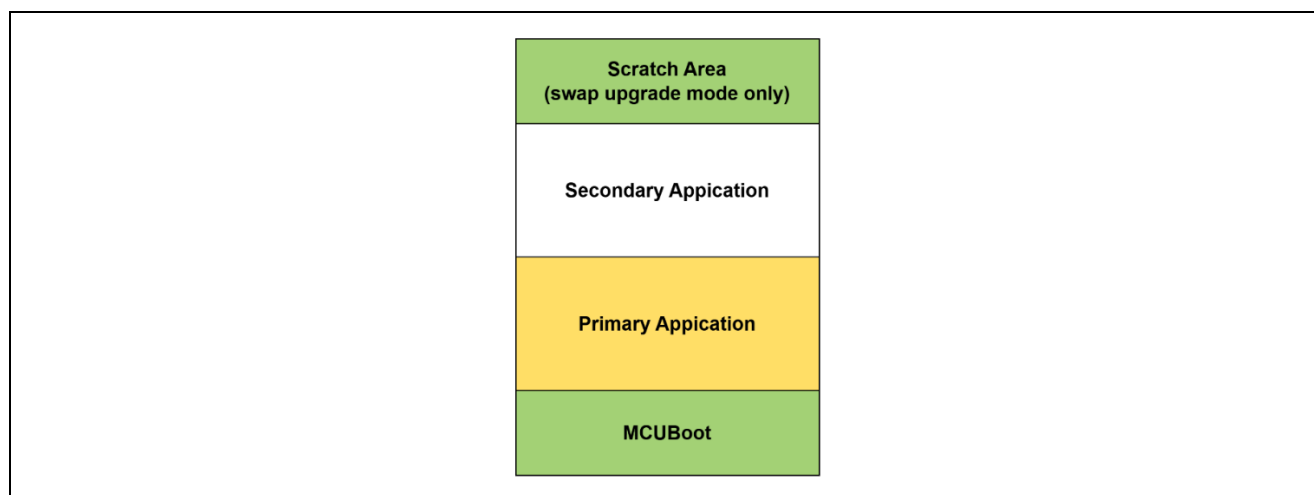 Scratch Area
(swap upgrade mode only)
Secondary Appication
Primary Appication
MCUBoot